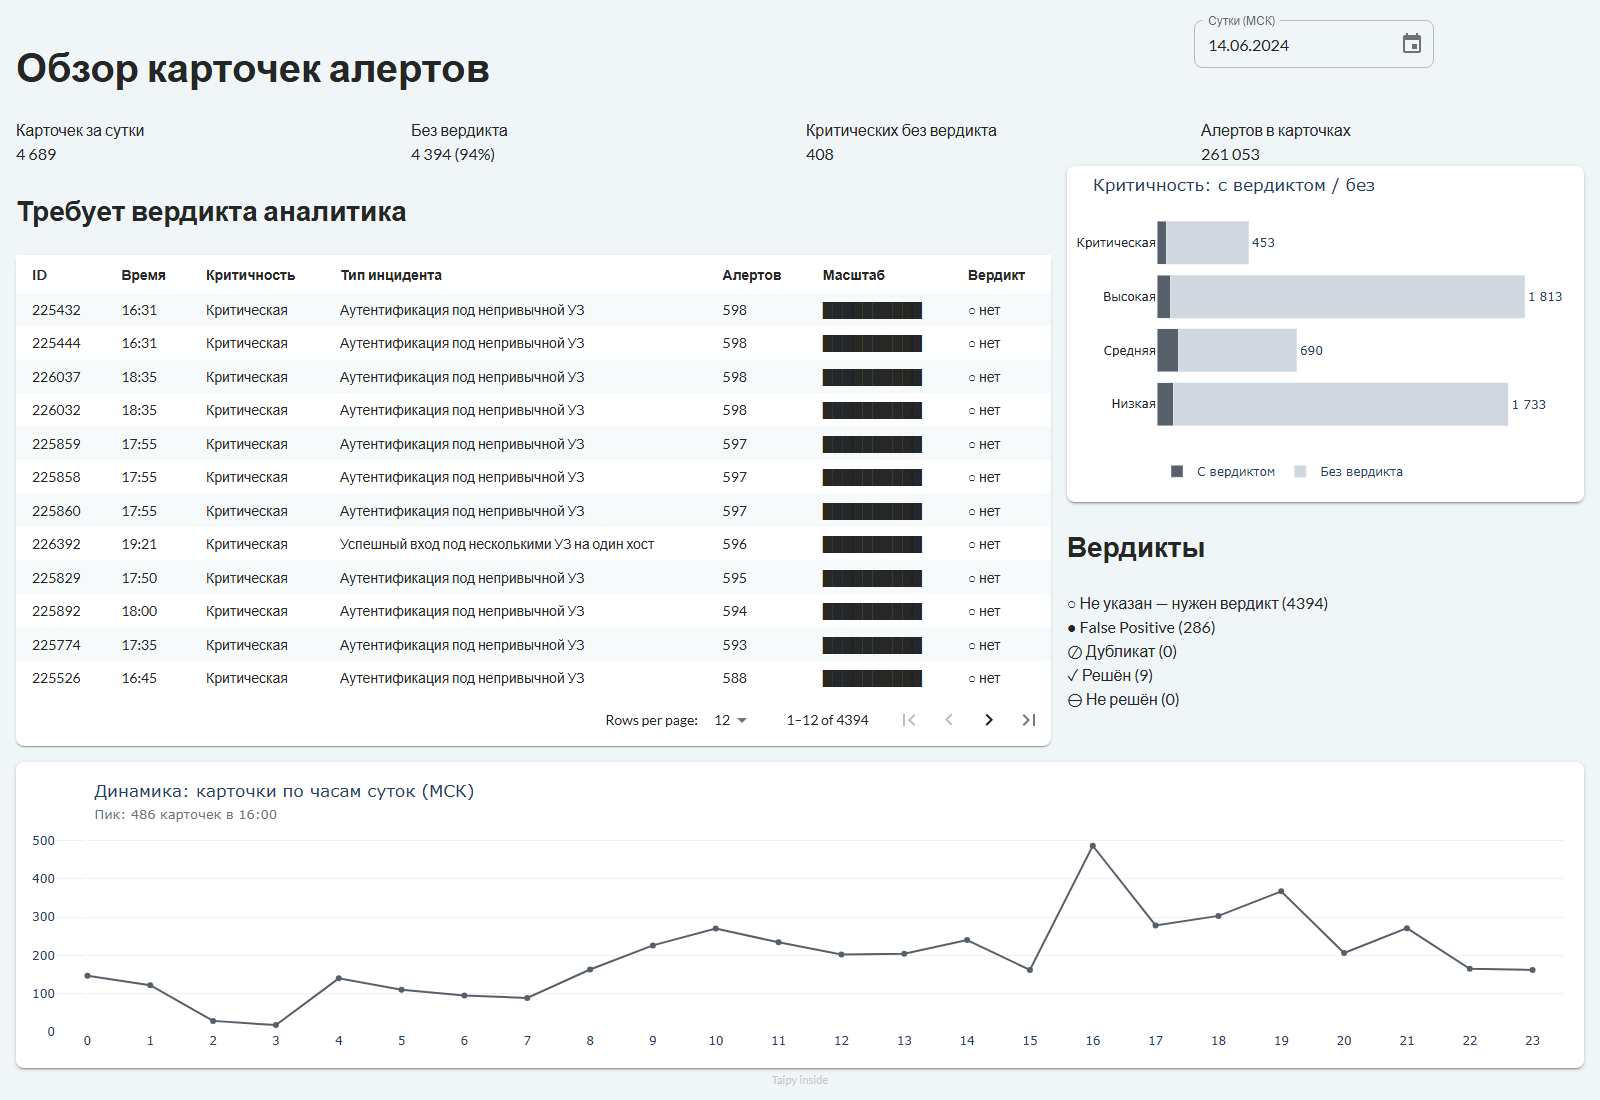 Сутки (МСК)
14.06.2024
Обзор карточек алертов
Карточек за сутки
4 689
Без вердикта
4 394 (94%)
Критических без вердикта
408
Алертов в карточках
261 053
Требует вердикта аналитика
ID Время Критичность Тип инцидента Алертов Масштаб Вердикт
225432 16:31 Критическая Аутентификация под непривычной УЗ 598 ██████████ ○ нет
225444 16:31 Критическая Аутентификация под непривычной УЗ 598 ██████████ ○ нет
226037 18:35 Критическая Аутентификация под непривычной УЗ 598 ██████████ ○ нет
226032 18:35 Критическая Аутентификация под непривычной УЗ 598 ██████████ ○ нет
225859 17:55 Критическая Аутентификация под непривычной УЗ 597 ██████████ ○ нет
225858 17:55 Критическая Аутентификация под непривычной УЗ 597 ██████████ ○ нет
225860 17:55 Критическая Аутентификация под непривычной УЗ 597 ██████████ ○ нет
226392 19:21 Критическая Успешный вход под несколькими УЗ на один хост 596 ██████████ ○ нет
225829 17:50 Критическая Аутентификация под непривычной УЗ 595 ██████████ ○ нет
225892 18:00 Критическая Аутентификация под непривычной УЗ 594 ██████████ ○ нет
225774 17:35 Критическая Аутентификация под непривычной УЗ 593 ██████████ ○ нет
225526 16:45 Критическая Аутентификация под непривычной УЗ 588 ██████████ ○ нет
Rows per page: 12 1–12 of 4394
Критичность: с вердиктом / без
Критическая 453
Высокая 1 813
Средняя 690
Низкая 1 733
С вердиктом Без вердикта
Вердикты
○ Не указан — нужен вердикт (4394)
● False Positive (286)
⊘ Дубликат (0)
✓ Решён (9)
⊖ Не решён (0)
Динамика: карточки по часам суток (МСК)
Пик: 486 карточек в 16:00
500
400
300
200
100
0
0 1 2 3 4 5 6 7 8 9 10 11 12 13 14 15 16 17 18 19 20 21 22 23
Taipy inside